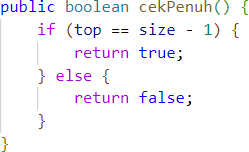 public boolean cekPenuh() {
    if (top == size - 1) {
        return true;
    } else {
        return false;
    }
}